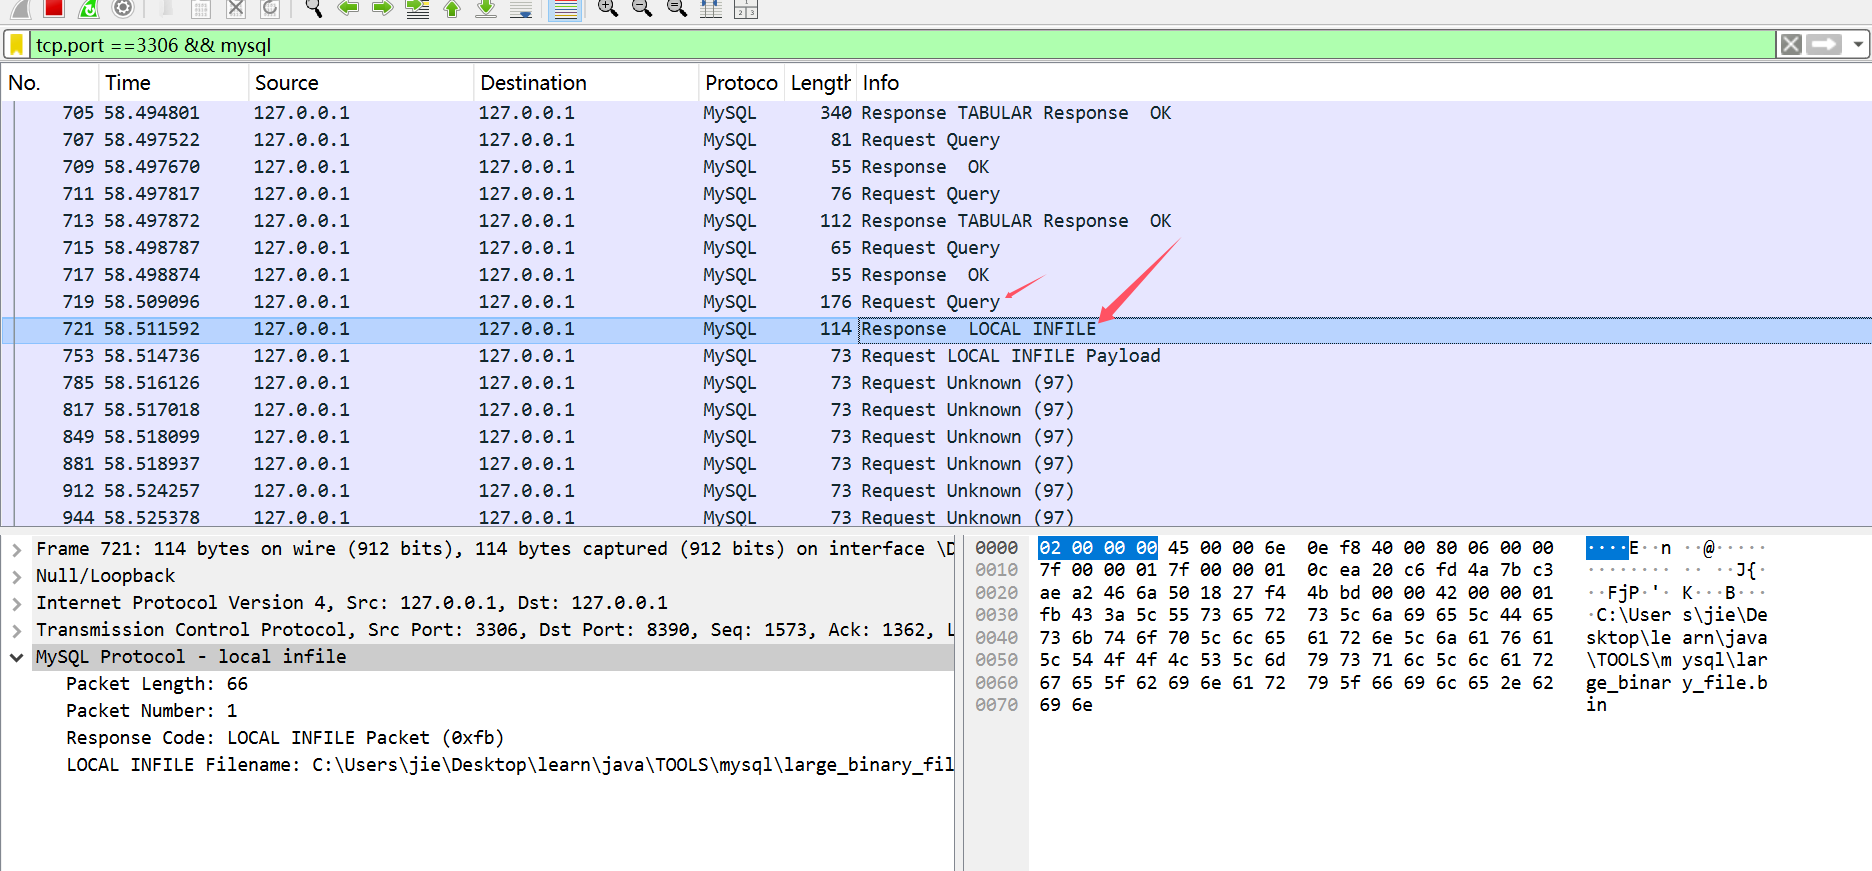 tcp.port ==3306 && mysql
No. Time Source Destination Protoco Length Info
705 58.494801 127.0.0.1 127.0.0.1 MySQL 340 Response TABULAR Response OK
707 58.497522 127.0.0.1 127.0.0.1 MySQL 81 Request Query
709 58.497670 127.0.0.1 127.0.0.1 MySQL 55 Response OK
711 58.497817 127.0.0.1 127.0.0.1 MySQL 76 Request Query
713 58.497872 127.0.0.1 127.0.0.1 MySQL 112 Response TABULAR Response OK
715 58.498787 127.0.0.1 127.0.0.1 MySQL 65 Request Query
717 58.498874 127.0.0.1 127.0.0.1 MySQL 55 Response OK
719 58.509096 127.0.0.1 127.0.0.1 MySQL 176 Request Query
721 58.511592 127.0.0.1 127.0.0.1 MySQL 114 Response LOCAL INFILE
753 58.514736 127.0.0.1 127.0.0.1 MySQL 73 Request LOCAL INFILE Payload
785 58.516126 127.0.0.1 127.0.0.1 MySQL 73 Request Unknown (97)
817 58.517018 127.0.0.1 127.0.0.1 MySQL 73 Request Unknown (97)
849 58.518099 127.0.0.1 127.0.0.1 MySQL 73 Request Unknown (97)
881 58.518937 127.0.0.1 127.0.0.1 MySQL 73 Request Unknown (97)
912 58.524257 127.0.0.1 127.0.0.1 MySQL 73 Request Unknown (97)
944 58.525378 127.0.0.1 127.0.0.1 MySQL 73 Request Unknown (97)
Frame 721: 114 bytes on wire (912 bits), 114 bytes captured (912 bits) on interface \D
Null/Loopback
Internet Protocol Version 4, Src: 127.0.0.1, Dst: 127.0.0.1
Transmission Control Protocol, Src Port: 3306, Dst Port: 8390, Seq: 1573, Ack: 1362, L
MySQL Protocol - local infile
Packet Length: 66
Packet Number: 1
Response Code: LOCAL INFILE Packet (0xfb)
LOCAL INFILE Filename: C:\Users\jie\Desktop\learn\java\TOOLS\mysql\large_binary_fil
0000 02 00 00 00 45 00 00 6e 0e f8 40 00 80 06 00 00 ····E··n ··@·····
0010 7f 00 00 01 7f 00 00 01 0c ea 20 c6 fd 4a 7b c3 ········ ·· ··J{·
0020 ae a2 46 6a 50 18 27 f4 4b bd 00 00 42 00 00 01 ··FjP·'· K···B···
0030 fb 43 3a 5c 55 73 65 72 73 5c 6a 69 65 5c 44 65 ·C:\User s\jie\De
0040 73 6b 74 6f 70 5c 6c 65 61 72 6e 5c 6a 61 76 61 sktop\le arn\java
0050 5c 54 4f 4f 4c 53 5c 6d 79 73 71 6c 5c 6c 61 72 \TOOLS\m ysql\lar
0060 67 65 5f 62 69 6e 61 72 79 5f 66 69 6c 65 2e 62 ge_binar y_file.b
0070 69 6e in